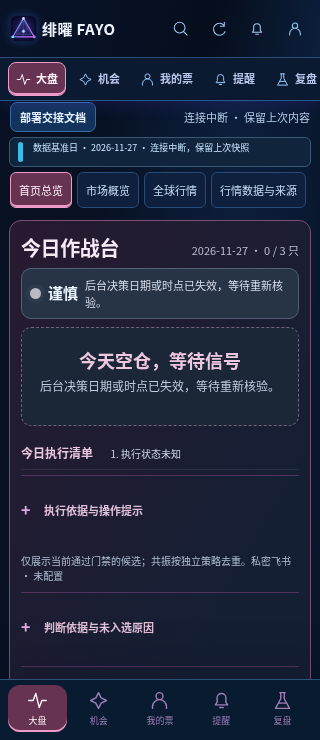 绯曜 FAYO
大盘
机会
我的票
提醒
复盘
部署交接文档
连接中断 · 保留上次内容
数据基准日 · 2026-11-27 · 连接中断，保留上次快照
首页总览
市场概览
全球行情
行情数据与来源
今日作战台
2026-11-27 · 0 / 3 只
谨慎
后台决策日期或时点已失效，等待重新核
验。
今天空仓，等待信号
后台决策日期或时点已失效，等待重新核验。
今日执行清单
1. 执行状态未知
+ 执行依据与操作提示
仅展示当前通过门禁的候选；共振按独立策略去重。私密飞书
· 未配置
+ 判断依据与未入选原因
大盘
机会
我的票
提醒
复盘